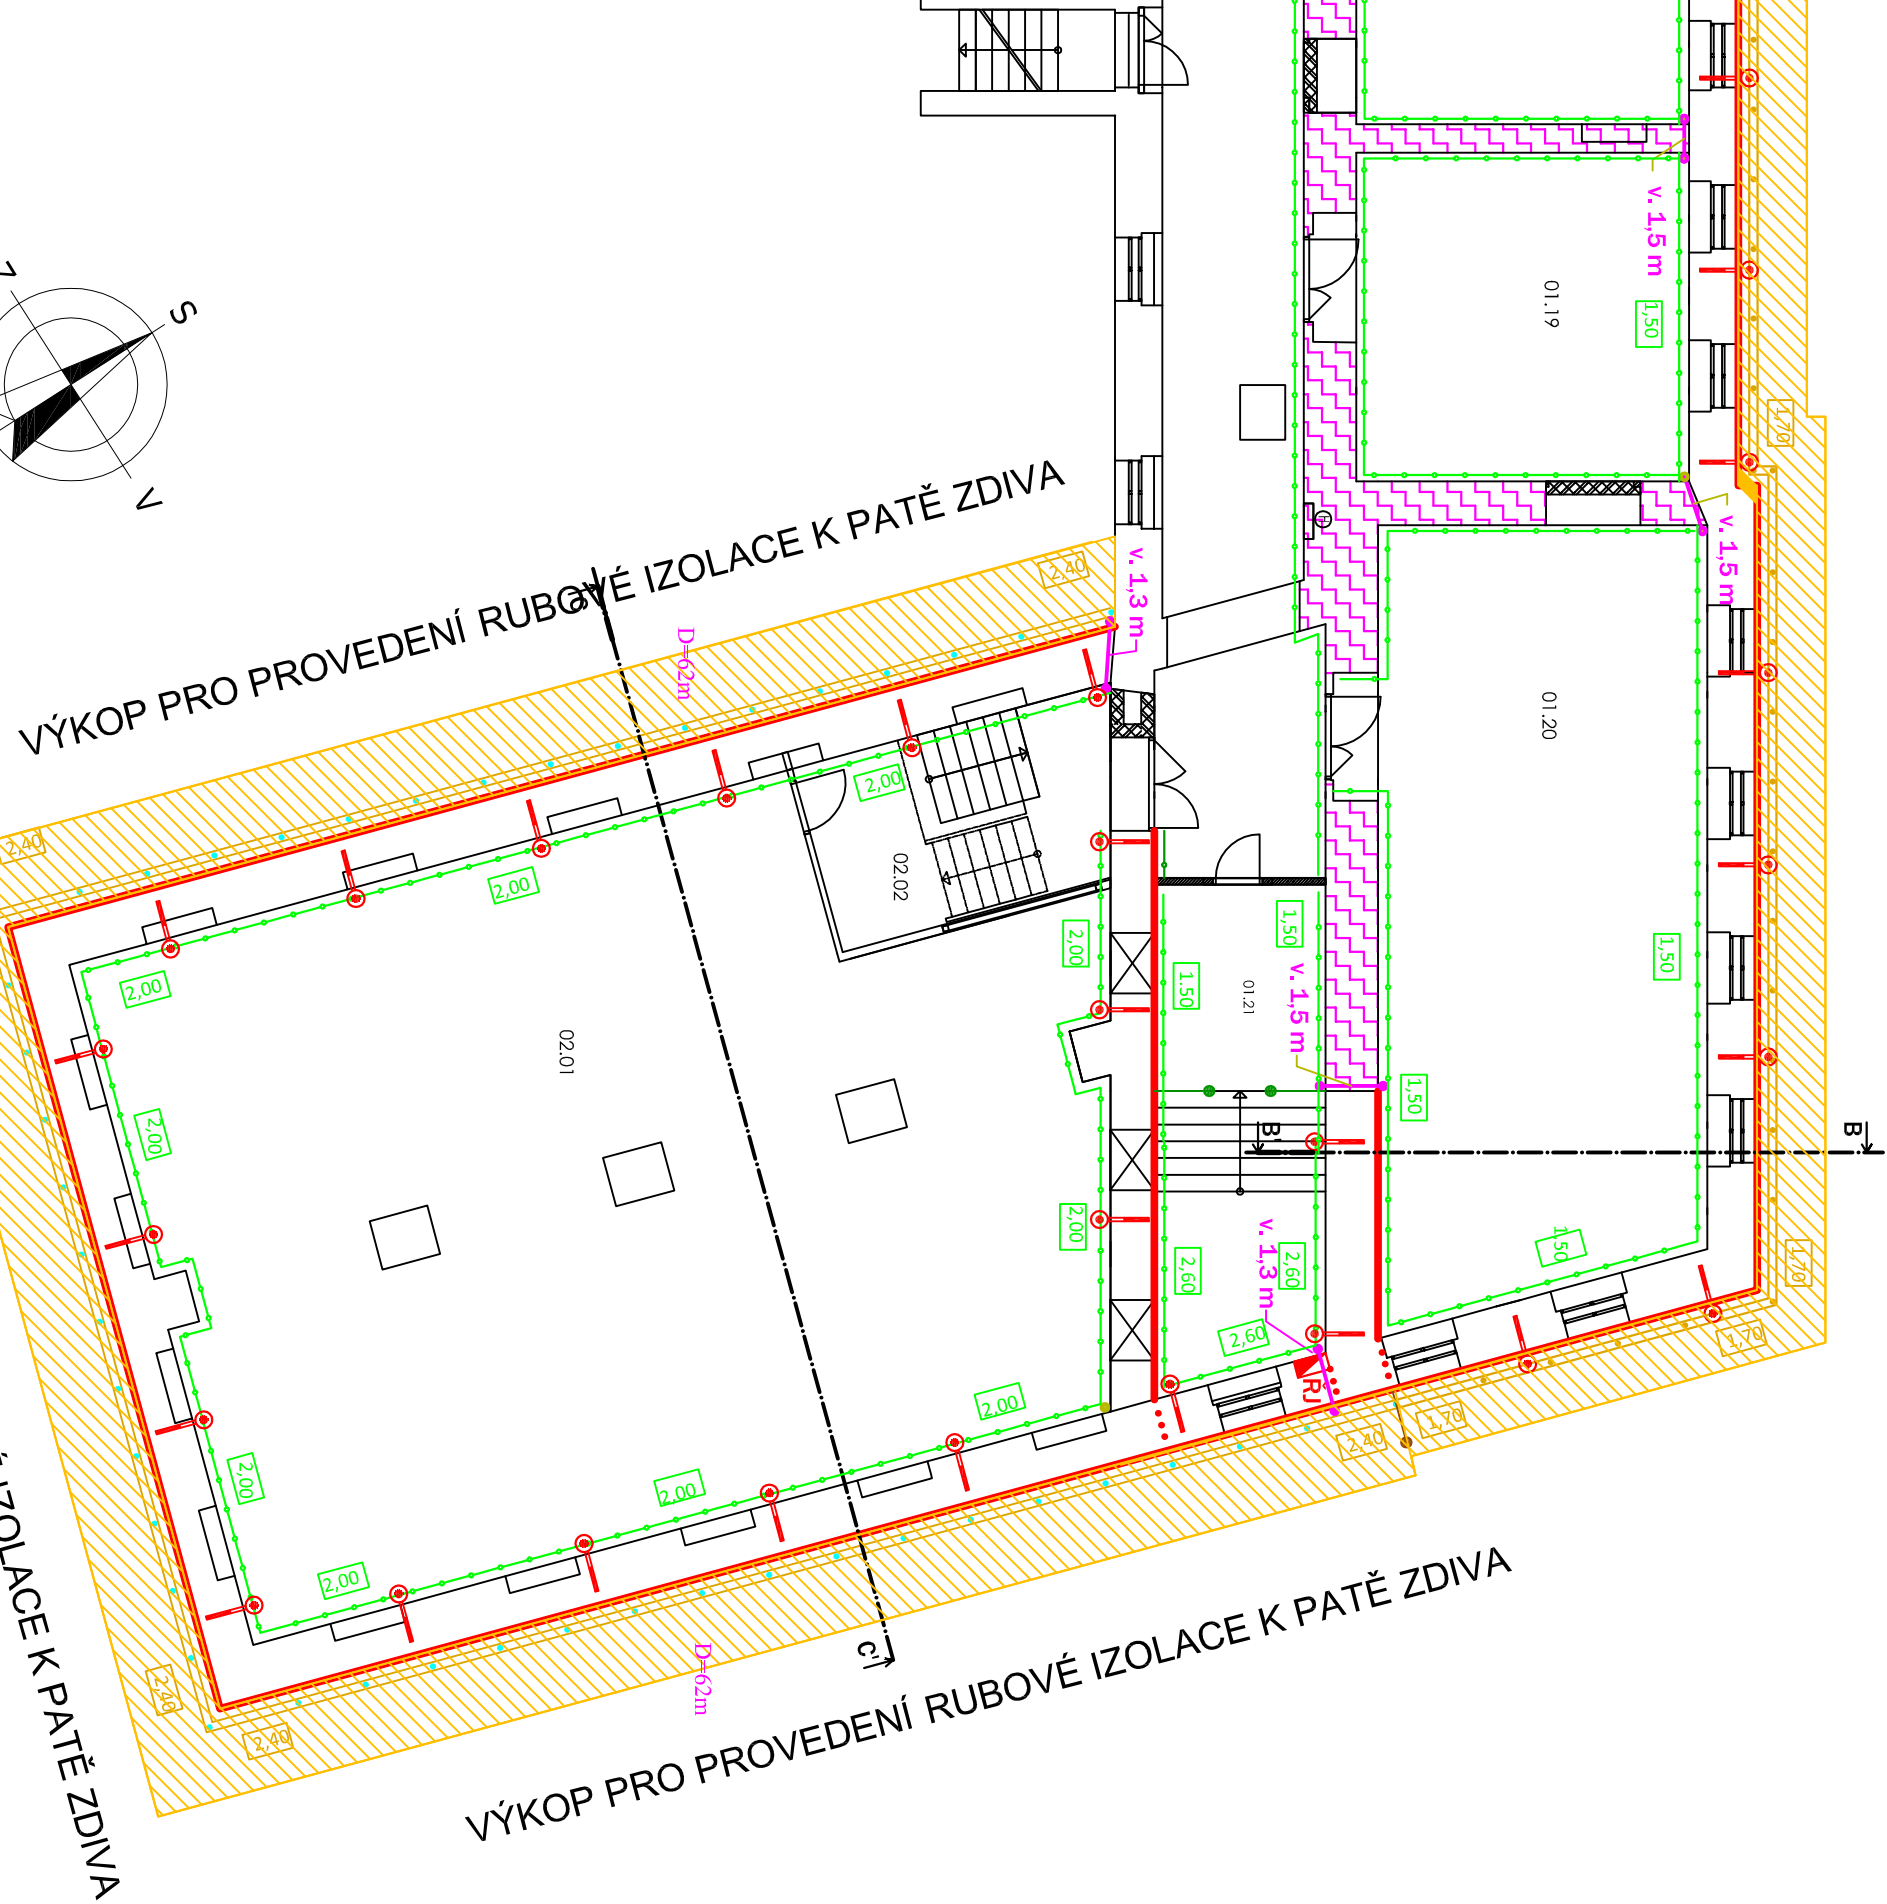 v. 1,5 m
01.19
1,50
1,70
S
V
VÝKOP PRO PROVEDENÍ RUBOVÉ IZOLACE K PATĚ ZDIVA
2,40
v. 1,3 m
v. 1,5 m
H
D=62m
01.20
2,00
2,40
02.02
2,00
2,00
1,50
1,50
1.50
01.21
v. 1,5 m
2,00
02.01
1,50
2,00
B'
B
2,00
2,60
v. 1,3 m
2,60
1,50
1,70
2,60
1,70
RJ
2,00
2,40
1,70
2,00
2,00
2,00
C'
D=62m
2,40
2,40
VÝKOP PRO PROVEDENÍ RUBOVÉ IZOLACE K PATĚ ZDIVA
IZOLACE K PATĚ ZDIVA